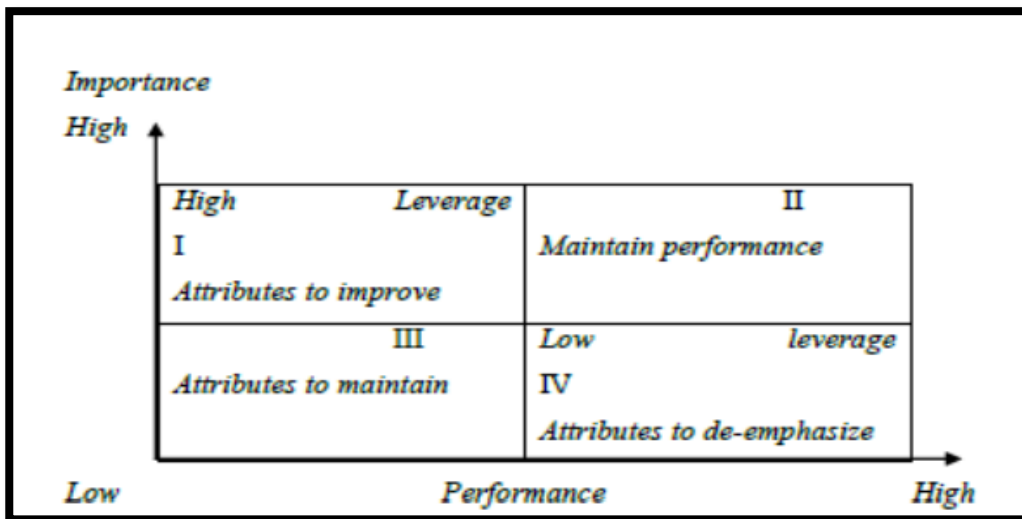 Importance
High
High Leverage
I
Attributes to improve
II
Maintain performance
III
Attributes to maintain
Low leverage
IV
Attributes to de-emphasize
Low Performance High